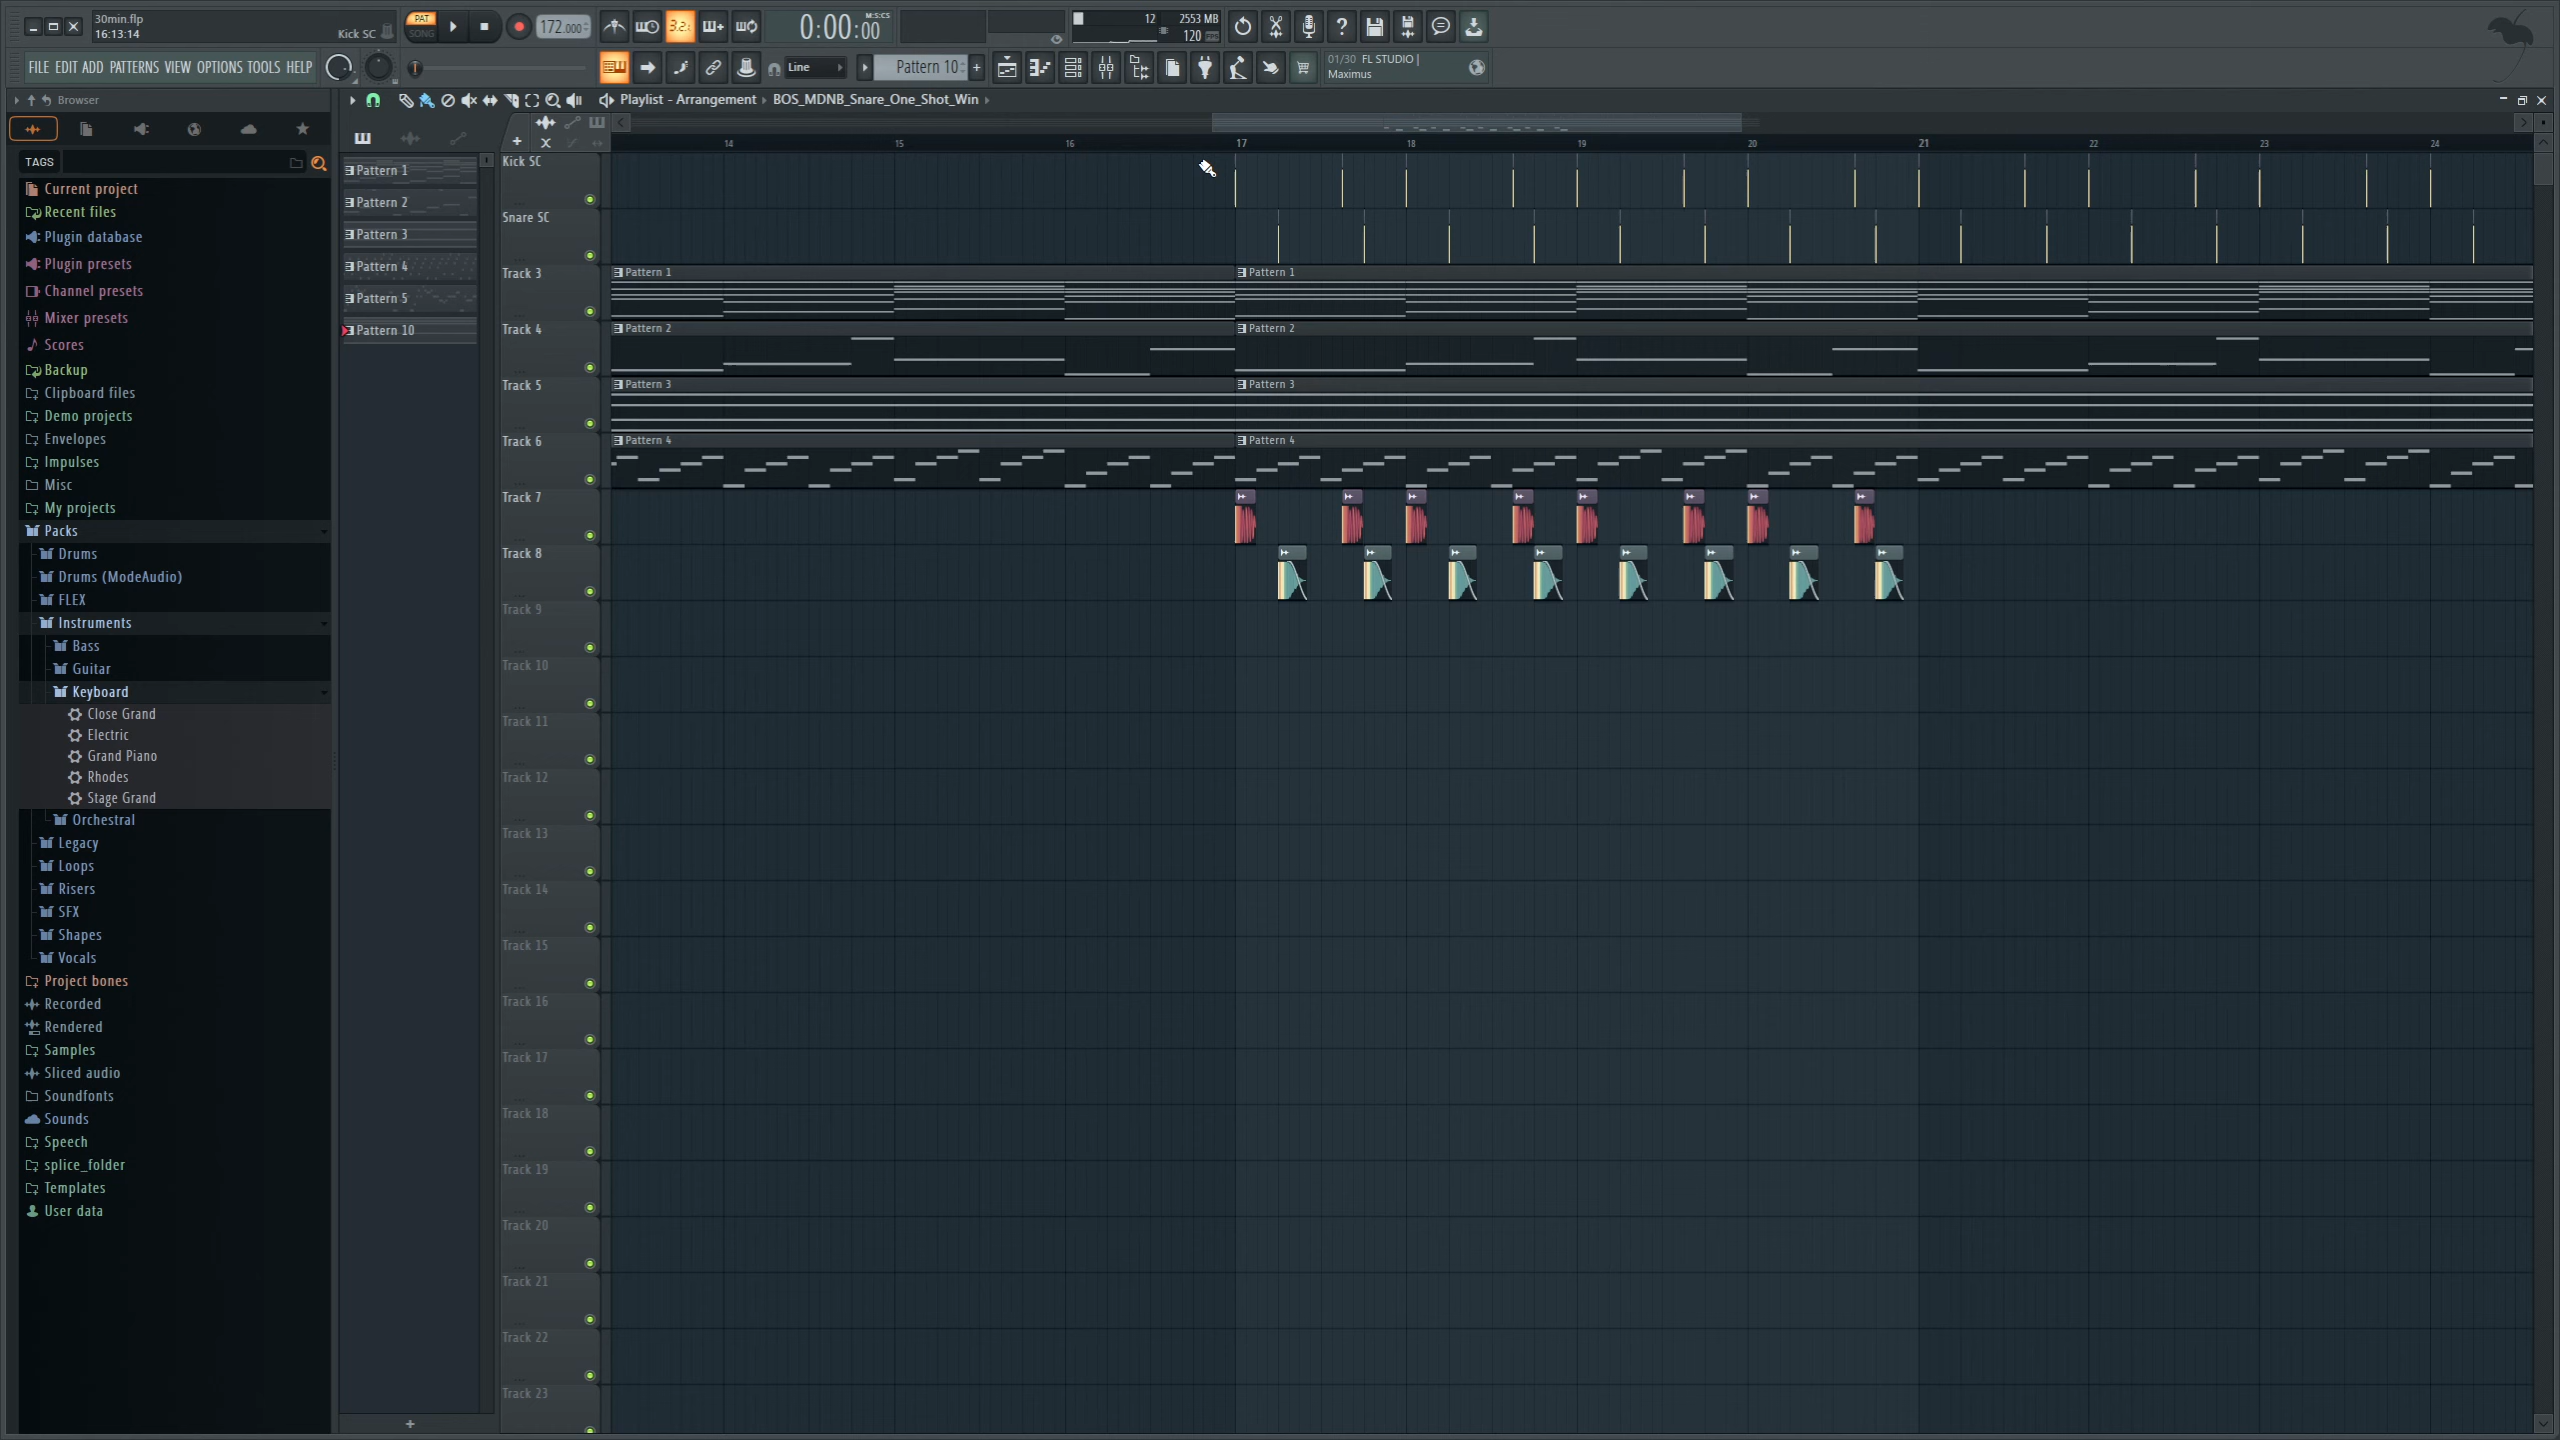 30min.flp
16:13:14
Kick SC
PAT
SONG
172.000
3.2.1
0:00:00
M:S:CS
12
2553 MB
120
FPS
FILE EDIT ADD PATTERNS VIEW OPTIONS TOOLS HELP
Line
Pattern 10
01/30 FL STUDIO |
Maximus
Browser
Playlist - Arrangement
BOS_MDNB_Snare_One_Shot_Win
TAGS
Current project
Recent files
Plugin database
Plugin presets
Channel presets
Mixer presets
Scores
Backup
Clipboard files
Demo projects
Envelopes
Impulses
Misc
My projects
Packs
Drums
Drums (ModeAudio)
FLEX
Instruments
Bass
Guitar
Keyboard
Close Grand
Electric
Grand Piano
Rhodes
Stage Grand
Orchestral
Legacy
Loops
Risers
SFX
Shapes
Vocals
Project bones
Recorded
Rendered
Samples
Sliced audio
Soundfonts
Sounds
Speech
splice_folder
Templates
User data
Pattern 1
Pattern 2
Pattern 3
Pattern 4
Pattern 5
Pattern 10
14 15 16 17 18 19 20 21 22 23 24
Kick SC
Snare SC
Track 3
Pattern 1
Pattern 1
Track 4
Pattern 2
Pattern 2
Track 5
Pattern 3
Pattern 3
Track 6
Pattern 4
Pattern 4
Track 7
Track 8
Track 9
Track 10
Track 11
Track 12
Track 13
Track 14
Track 15
Track 16
Track 17
Track 18
Track 19
Track 20
Track 21
Track 22
Track 23